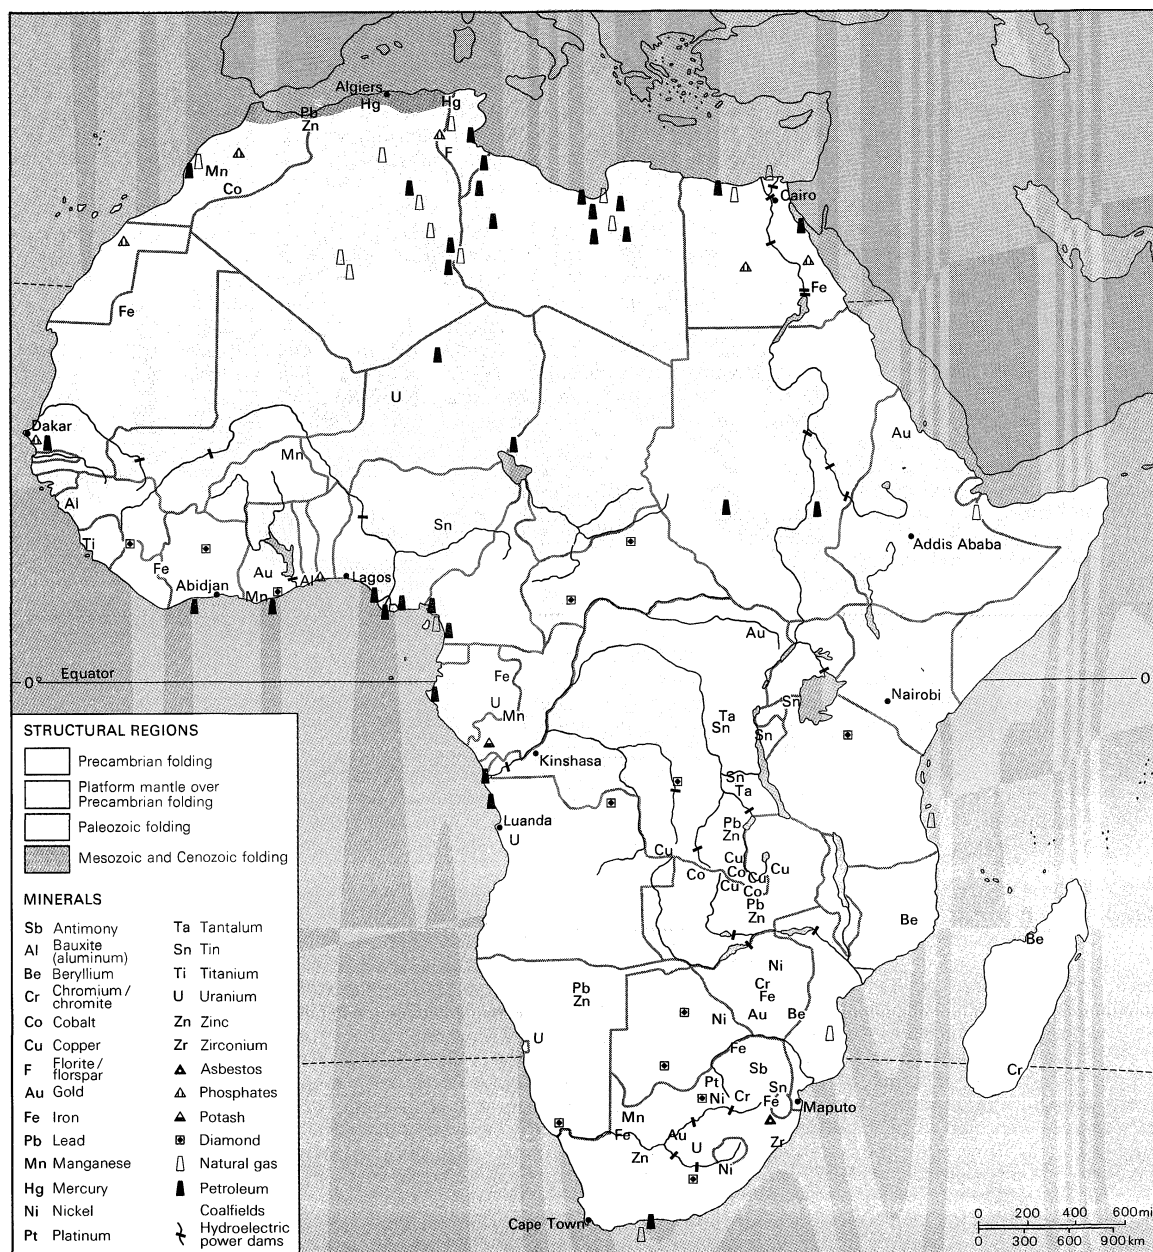 Algiers
Hg
Hg
Pb
Zn
F
Mn
Co
Cairo
Fe
Fe
U
Dakar
Au
Mn
Al
Sn
Ti
Addis Ababa
Fe
Au
Al
Lagos
Abidjan
Mn
Au
Equator
0
0
Fe
U
Mn
Sn
Nairobi
Ta
Sn
Sn
Kinshasa
Sn
Ta
Luanda
U
Pb
Zn
Cu
Cu
Co
Cu
Cu
Co
Cu
Co
Pb
Zn
Be
Be
Ni
Pb
Zn
Cr
Fe
Au
Be
Ni
U
Fe
Sb
Cr
Pt
Sn
Ni
Cr
Fe
Maputo
Mn
Fe
Au
U
Zr
Zn
Ni
Cape Town
STRUCTURAL REGIONS
Precambrian folding
Platform mantle over
Precambrian folding
Paleozoic folding
Mesozoic and Cenozoic folding
MINERALS
Sb Antimony
Al Bauxite
(aluminum)
Be Beryllium
Cr Chromium/
chromite
Co Cobalt
Cu Copper
F Florite/
florspar
Au Gold
Fe Iron
Pb Lead
Mn Manganese
Hg Mercury
Ni Nickel
Pt Platinum
Ta Tantalum
Sn Tin
Ti Titanium
U Uranium
Zn Zinc
Zr Zirconium
Asbestos
Phosphates
Potash
Diamond
Natural gas
Petroleum
Coalfields
Hydroelectric
power dams
0 200 400 600 mi
0 300 600 900 km